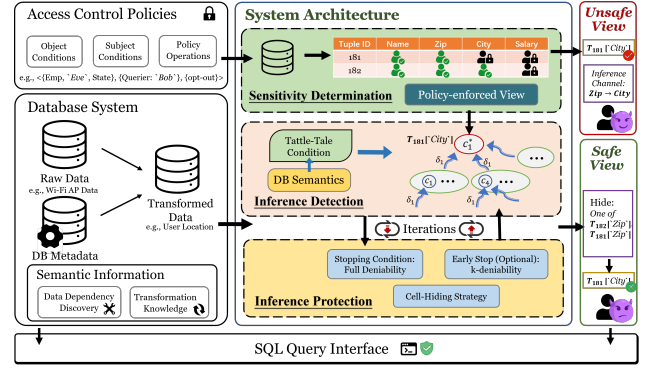 Access Control Policies
Object
Conditions
Subject
Conditions
Policy
Operations
e.g., <{Emp, `Eve`, State}, {Querier: `Bob`}, {opt-out}>
Database System
Raw Data
e.g., Wi-Fi AP Data
DB Metadata
Transformed
Data
e.g., User Location
Semantic Information
Data Dependency
Discovery
Transformation
Knowledge
System Architecture
Tuple ID Name Zip City Salary
181
182
Sensitivity Determination
Policy-enforced View
Tattle-Tale
Condition
DB Semantics
Inference Detection
T181[`City`]
c1*
δ1
δ1
c1
c4
...
...
δ1
δ1
Iterations
Stopping Condition:
Full Deniability
Early Stop (Optional):
k-deniability
Cell-Hiding Strategy
Inference Protection
Unsafe
View
T181[`City`]
Inference
Channel:
Zip → City
Safe
View
Hide:
One of
T182[`Zip`],
T181[`Zip`]
T181[`City`]
SQL Query Interface